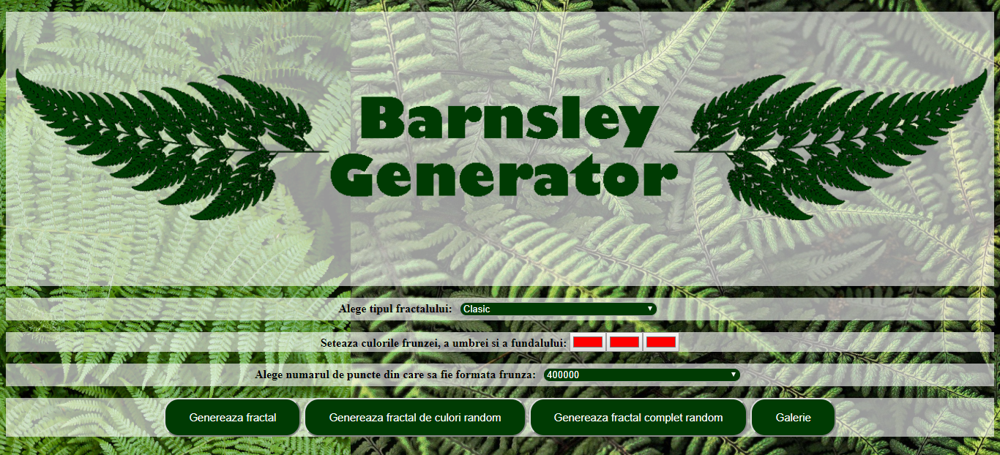 Barnsley
Generator
Alege tipul fractalului: Clasic
Seteaza culorile frunzei, a umbrei si a fundalului:
Alege numarul de puncte din care sa fie formata frunza: 400000
Genereaza fractal Genereaza fractal de culori random Genereaza fractal complet random Galerie